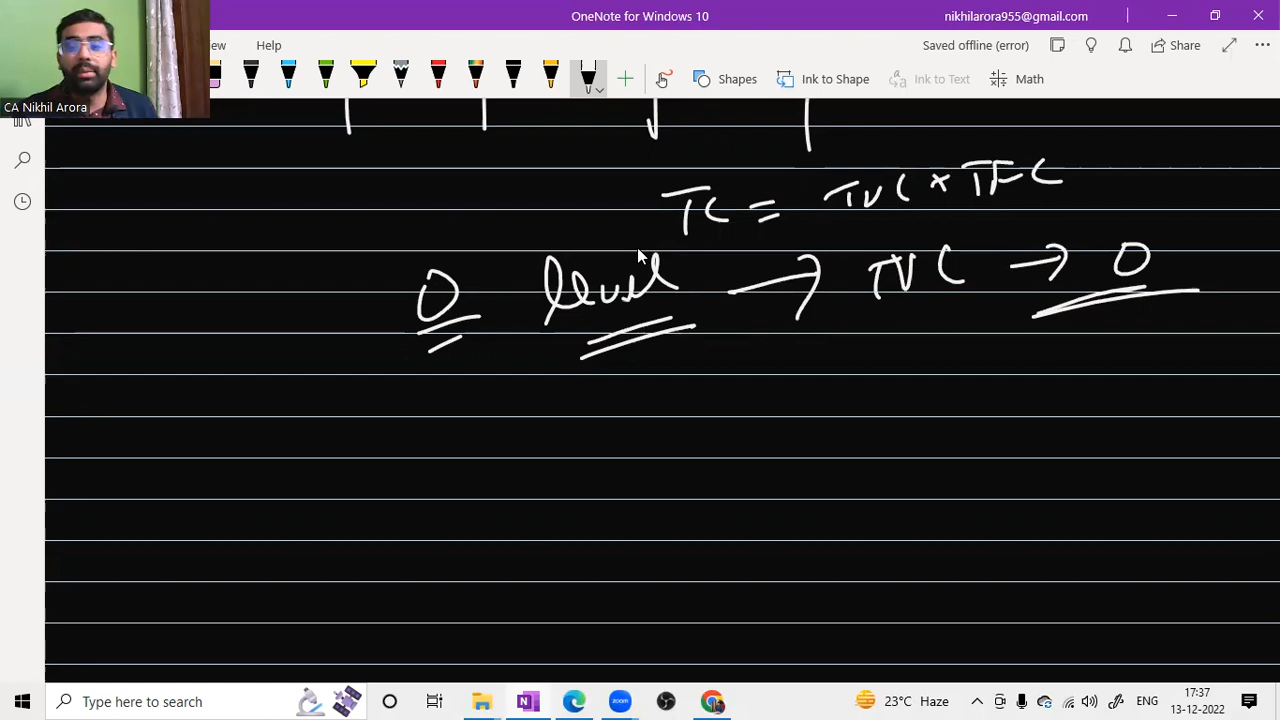 OneNote for Windows 10
nikhilarora955@gmail.com
Help
Saved offline (error)
Share
Shapes
Ink to Shape
Ink to Text
Math
CA Nikhil Arora
TC = TVC × TFC
0 level → TVC → 0
Type here to search
23°C Haze
ENG
17:37
13-12-2022